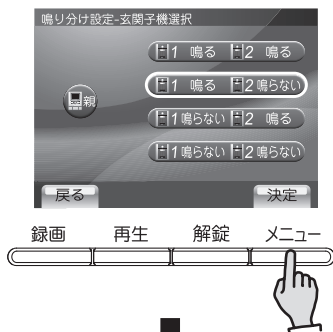 鳴り分け設定-玄関子機選択
1 鳴る 2 鳴る
親
1 鳴る 2 鳴らない
1 鳴らない 2 鳴る
1 鳴らない 2 鳴らない
戻る 決定
録画 再生 解錠 メニュー